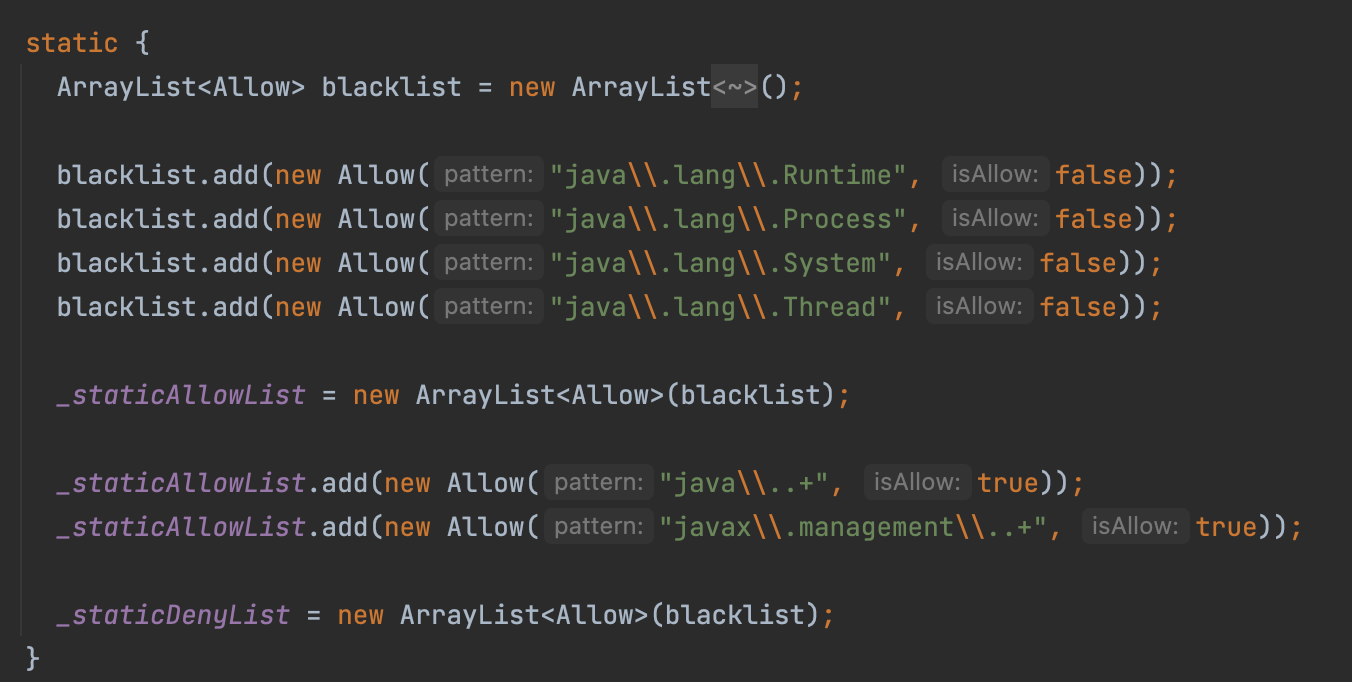 static {
ArrayList<Allow> blacklist = new ArrayList<~>();
blacklist.add(new Allow( pattern: "java\\.lang\\.Runtime", isAllow: false));
blacklist.add(new Allow( pattern: "java\\.lang\\.Process", isAllow: false));
blacklist.add(new Allow( pattern: "java\\.lang\\.System", isAllow: false));
blacklist.add(new Allow( pattern: "java\\.lang\\.Thread", isAllow: false));
_staticAllowList = new ArrayList<Allow>(blacklist);
_staticAllowList.add(new Allow( pattern: "java\\..+", isAllow: true));
_staticAllowList.add(new Allow( pattern: "javax\\.management\\..+", isAllow: true));
_staticDenyList = new ArrayList<Allow>(blacklist);
}